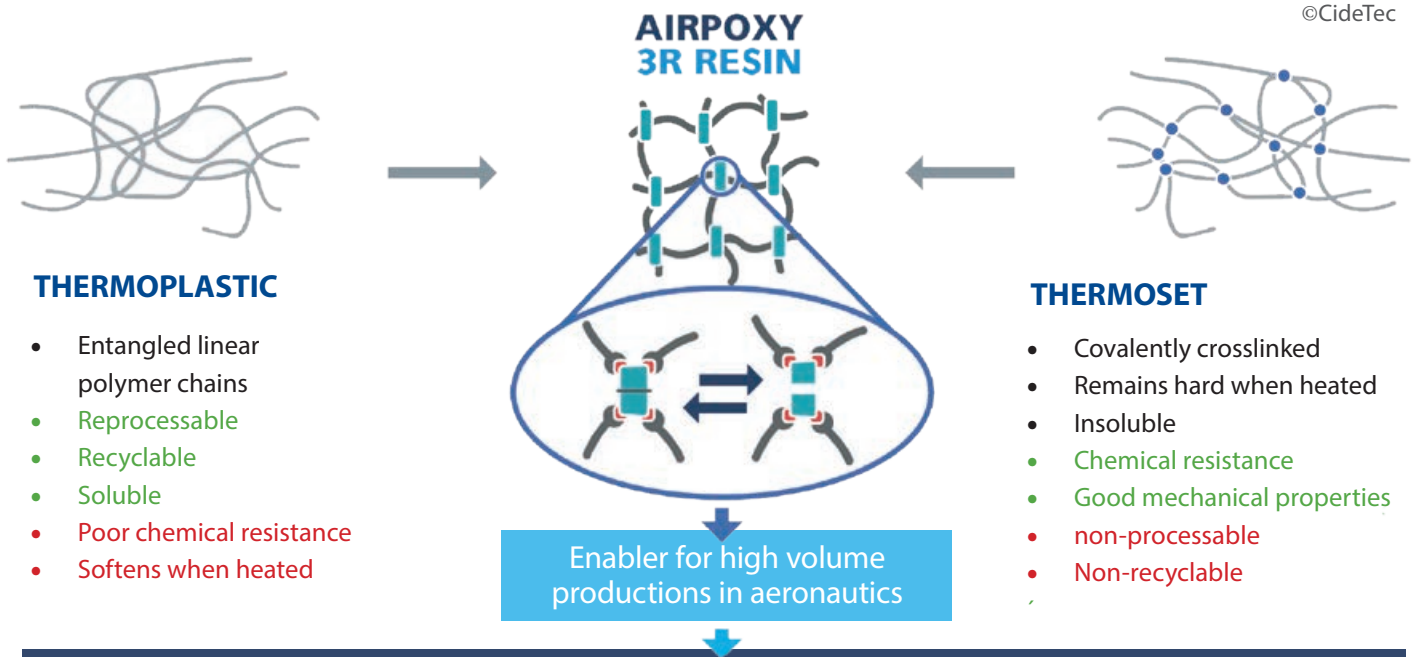 ©CideTec
AIRPOXY
3R RESIN
THERMOPLASTIC
• Entangled linear
polymer chains
• Reprocessable
• Recyclable
• Soluble
• Poor chemical resistance
• Softens when heated
THERMOSET
• Covalently crosslinked
• Remains hard when heated
• Insoluble
• Chemical resistance
• Good mechanical properties
• non-processable
• Non-recyclable
Enabler for high volume
productions in aeronautics